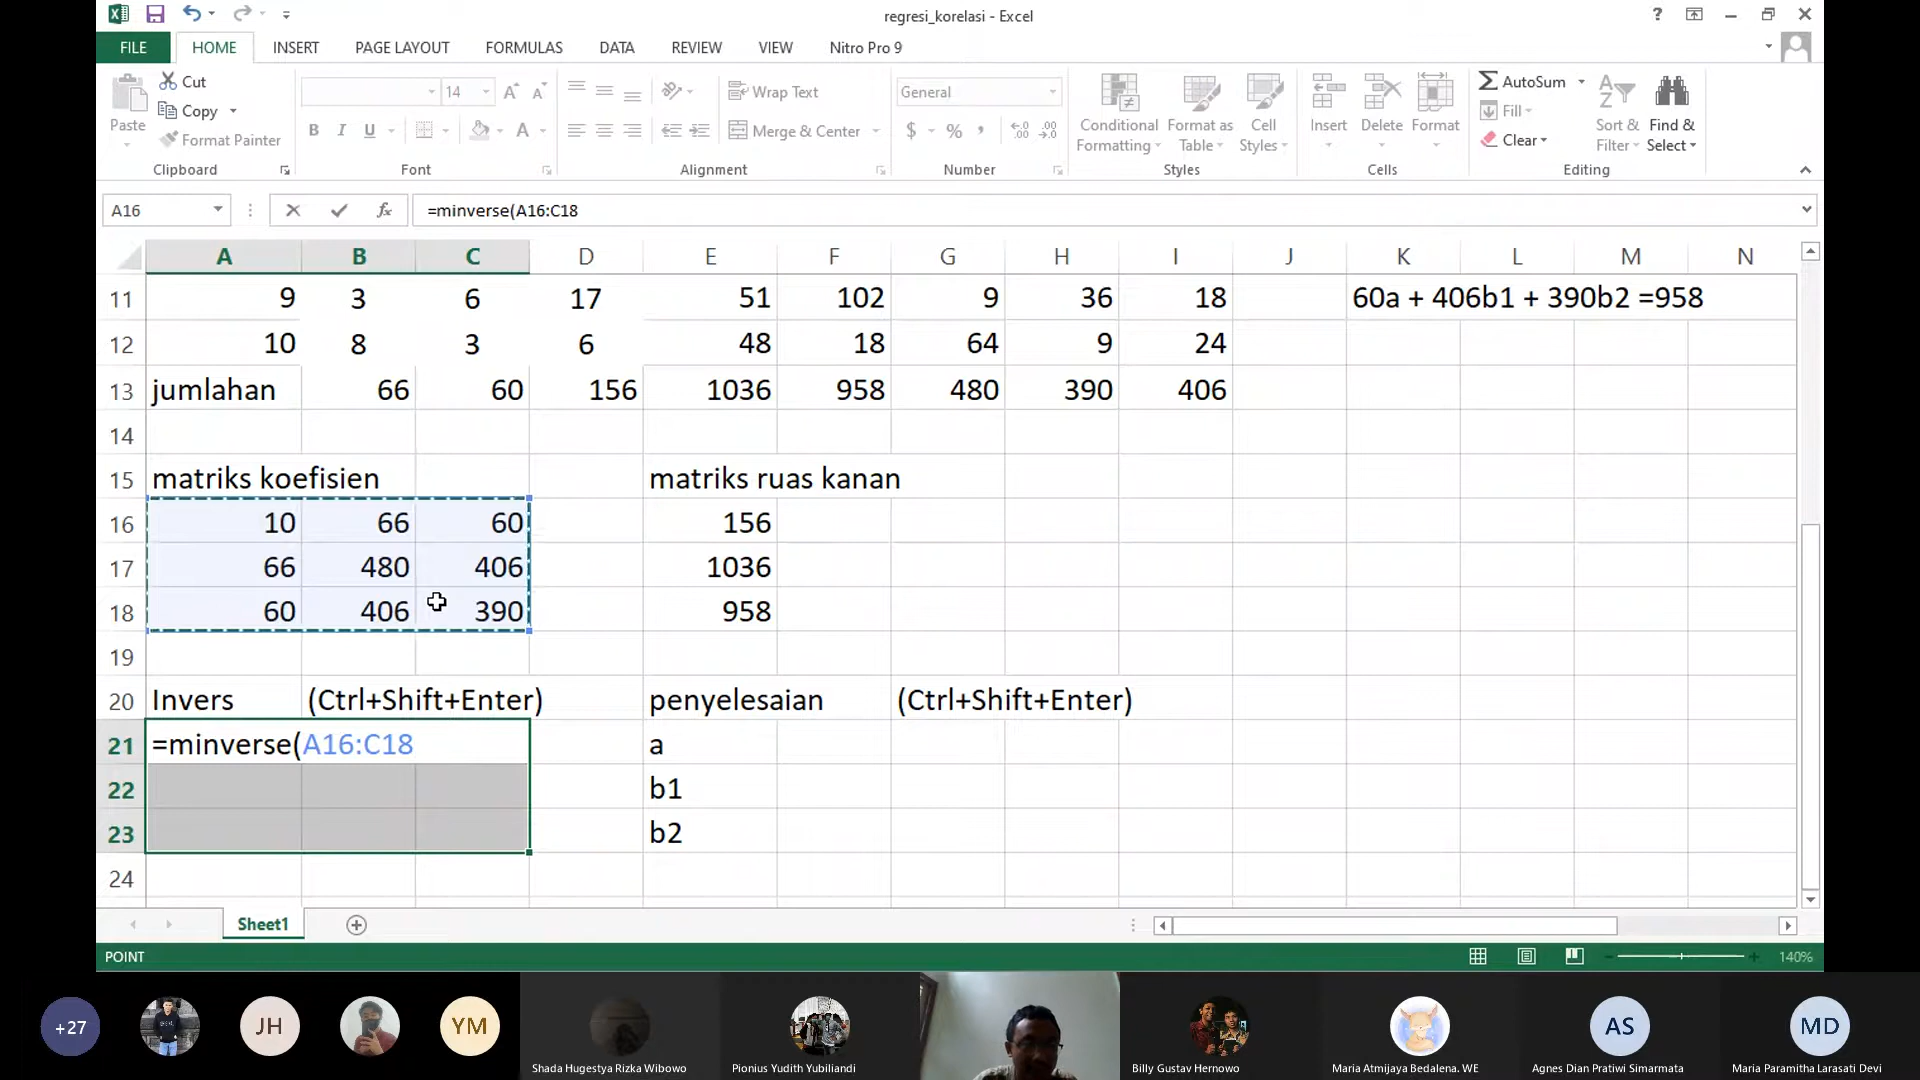 regresi_korelasi - Excel
?
FILE HOME INSERT PAGE LAYOUT FORMULAS DATA REVIEW VIEW Nitro Pro 9
Paste
Cut
Copy
Format Painter
Clipboard
14
B I U
Font
Wrap Text
Merge & Center
Alignment
General
$ % ,
Number
Conditional Formatting
Format as Table
Cell Styles
Styles
Insert Delete Format
Cells
AutoSum
Fill
Clear
Sort & Filter
Find & Select
Editing
A16 fx =minverse(A16:C18
A B C D E F G H I J K L M N
11 9 3 6 17 51 102 9 36 18 60a + 406b1 + 390b2 =958
12 10 8 3 6 48 18 64 9 24
13 jumlahan 66 60 156 1036 958 480 390 406
14
15 matriks koefisien matriks ruas kanan
16 10 66 60 156
17 66 480 406 1036
18 60 406 390 958
19
20 Invers (Ctrl+Shift+Enter) penyelesaian (Ctrl+Shift+Enter)
21 =minverse(A16:C18 a
22 b1
23 b2
24
Sheet1
POINT 140%
+27 JH YM AS MD
Shada Hugestya Rizka Wibowo Pionius Yudith Yubiliandi Billy Gustav Hernowo Maria Atmijaya Bedalena. WE Agnes Dian Pratiwi Simarmata Maria Paramitha Larasati Devi